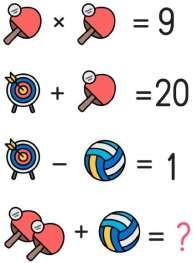 × = 9
+ = 20
− = 1
+ = ?